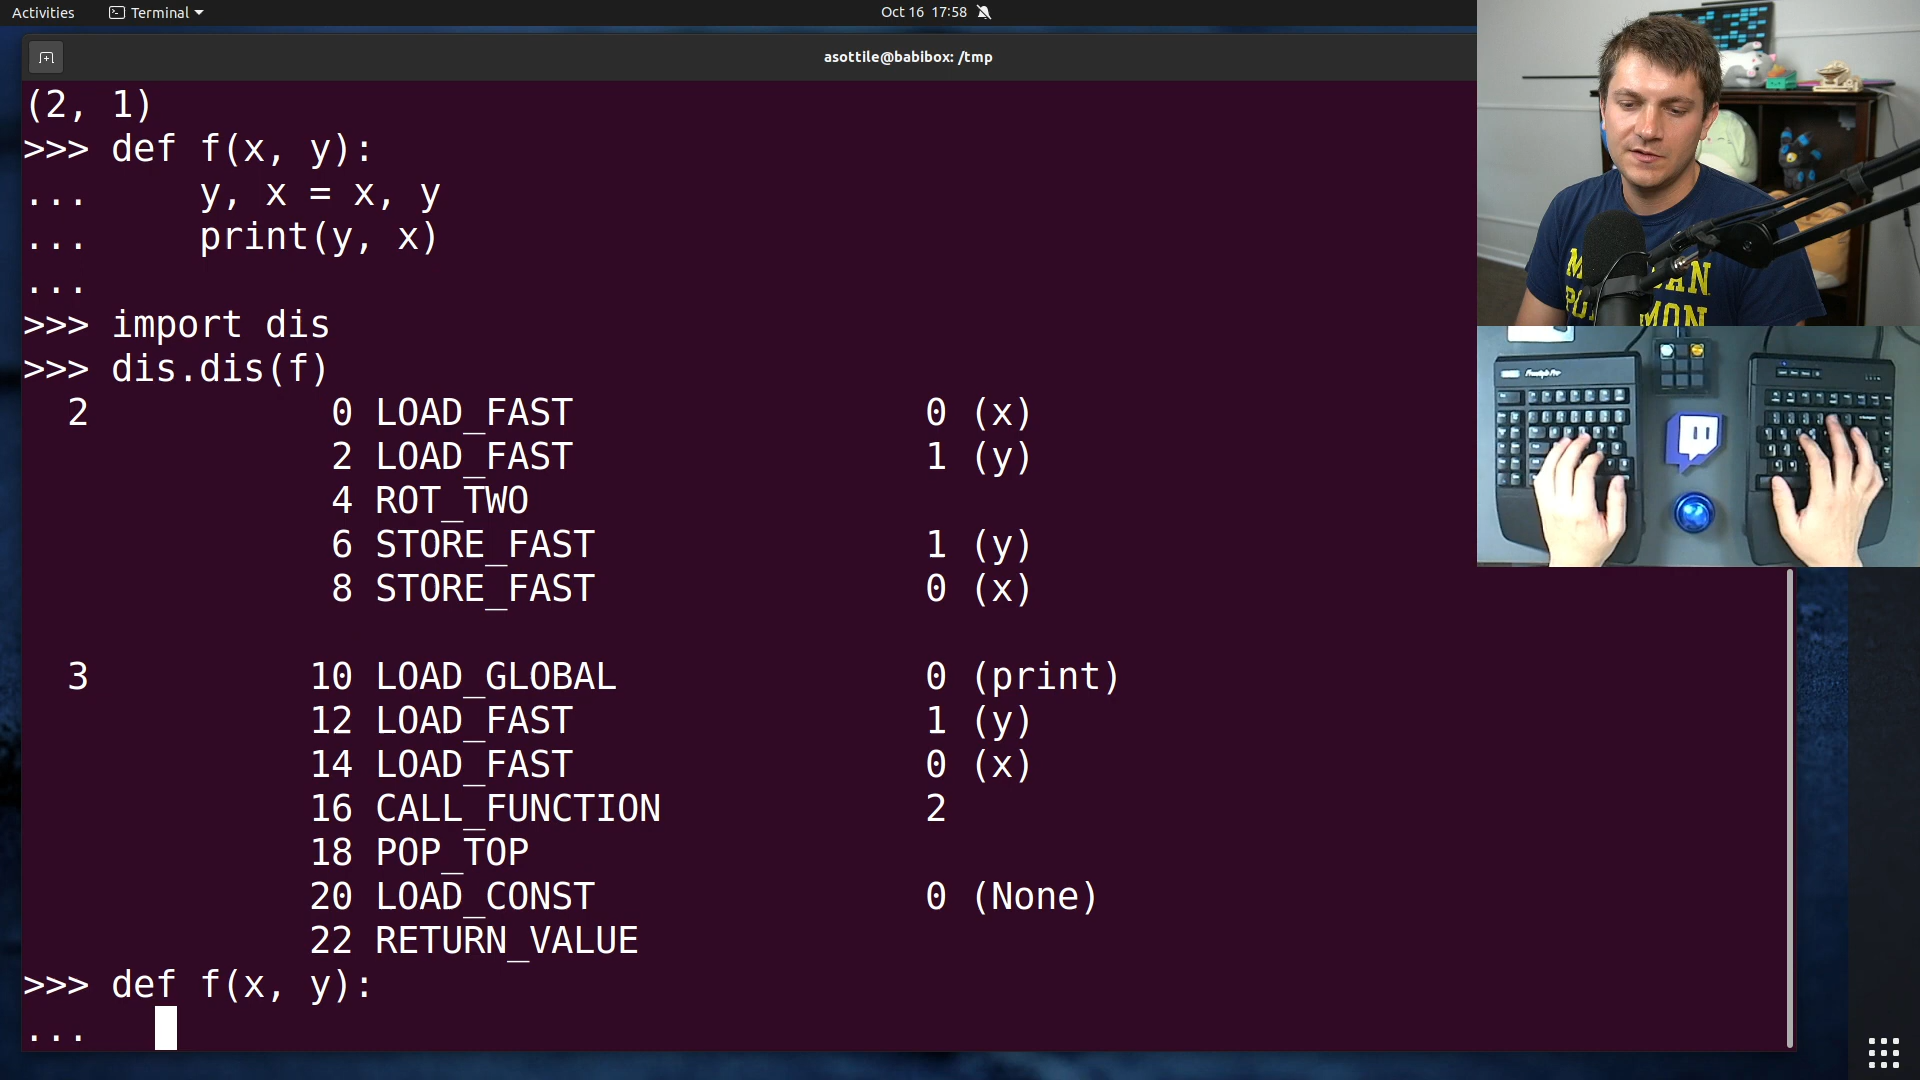 Activities
Terminal
Oct 16 17:58
asottile@babibox: /tmp
(2, 1)
>>> def f(x, y):
...     y, x = x, y
...     print(y, x)
...
>>> import dis
>>> dis.dis(f)
  2           0 LOAD_FAST                0 (x)
              2 LOAD_FAST                1 (y)
              4 ROT_TWO
              6 STORE_FAST               1 (y)
              8 STORE_FAST               0 (x)
  3          10 LOAD_GLOBAL              0 (print)
             12 LOAD_FAST                1 (y)
             14 LOAD_FAST                0 (x)
             16 CALL_FUNCTION            2
             18 POP_TOP
             20 LOAD_CONST               0 (None)
             22 RETURN_VALUE
>>> def f(x, y):
...
Freestyle Pro